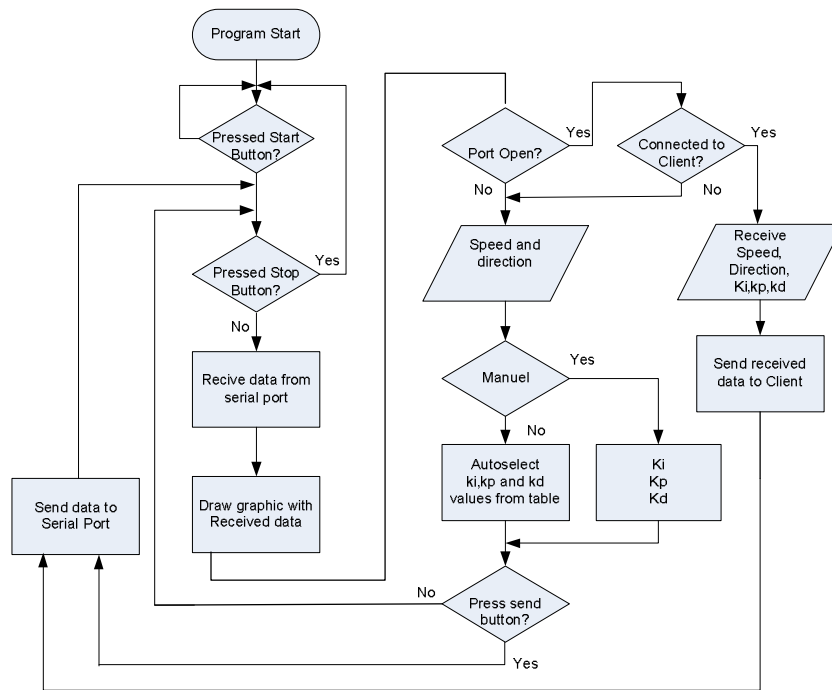 Program Start
Pressed Start
Button?
Pressed Stop
Button?
Yes
No
Recive data from
serial port
Draw graphic with
Received data
Send data to
Serial Port
Port Open?
Yes
No
Connected to
Client?
Yes
No
Speed and
direction
Receive
Speed,
Direction,
Ki,kp,kd
Send received
data to Client
Manuel
Yes
No
Autoselect
ki,kp and kd
values from table
Ki
Kp
Kd
Press send
button?
No
Yes